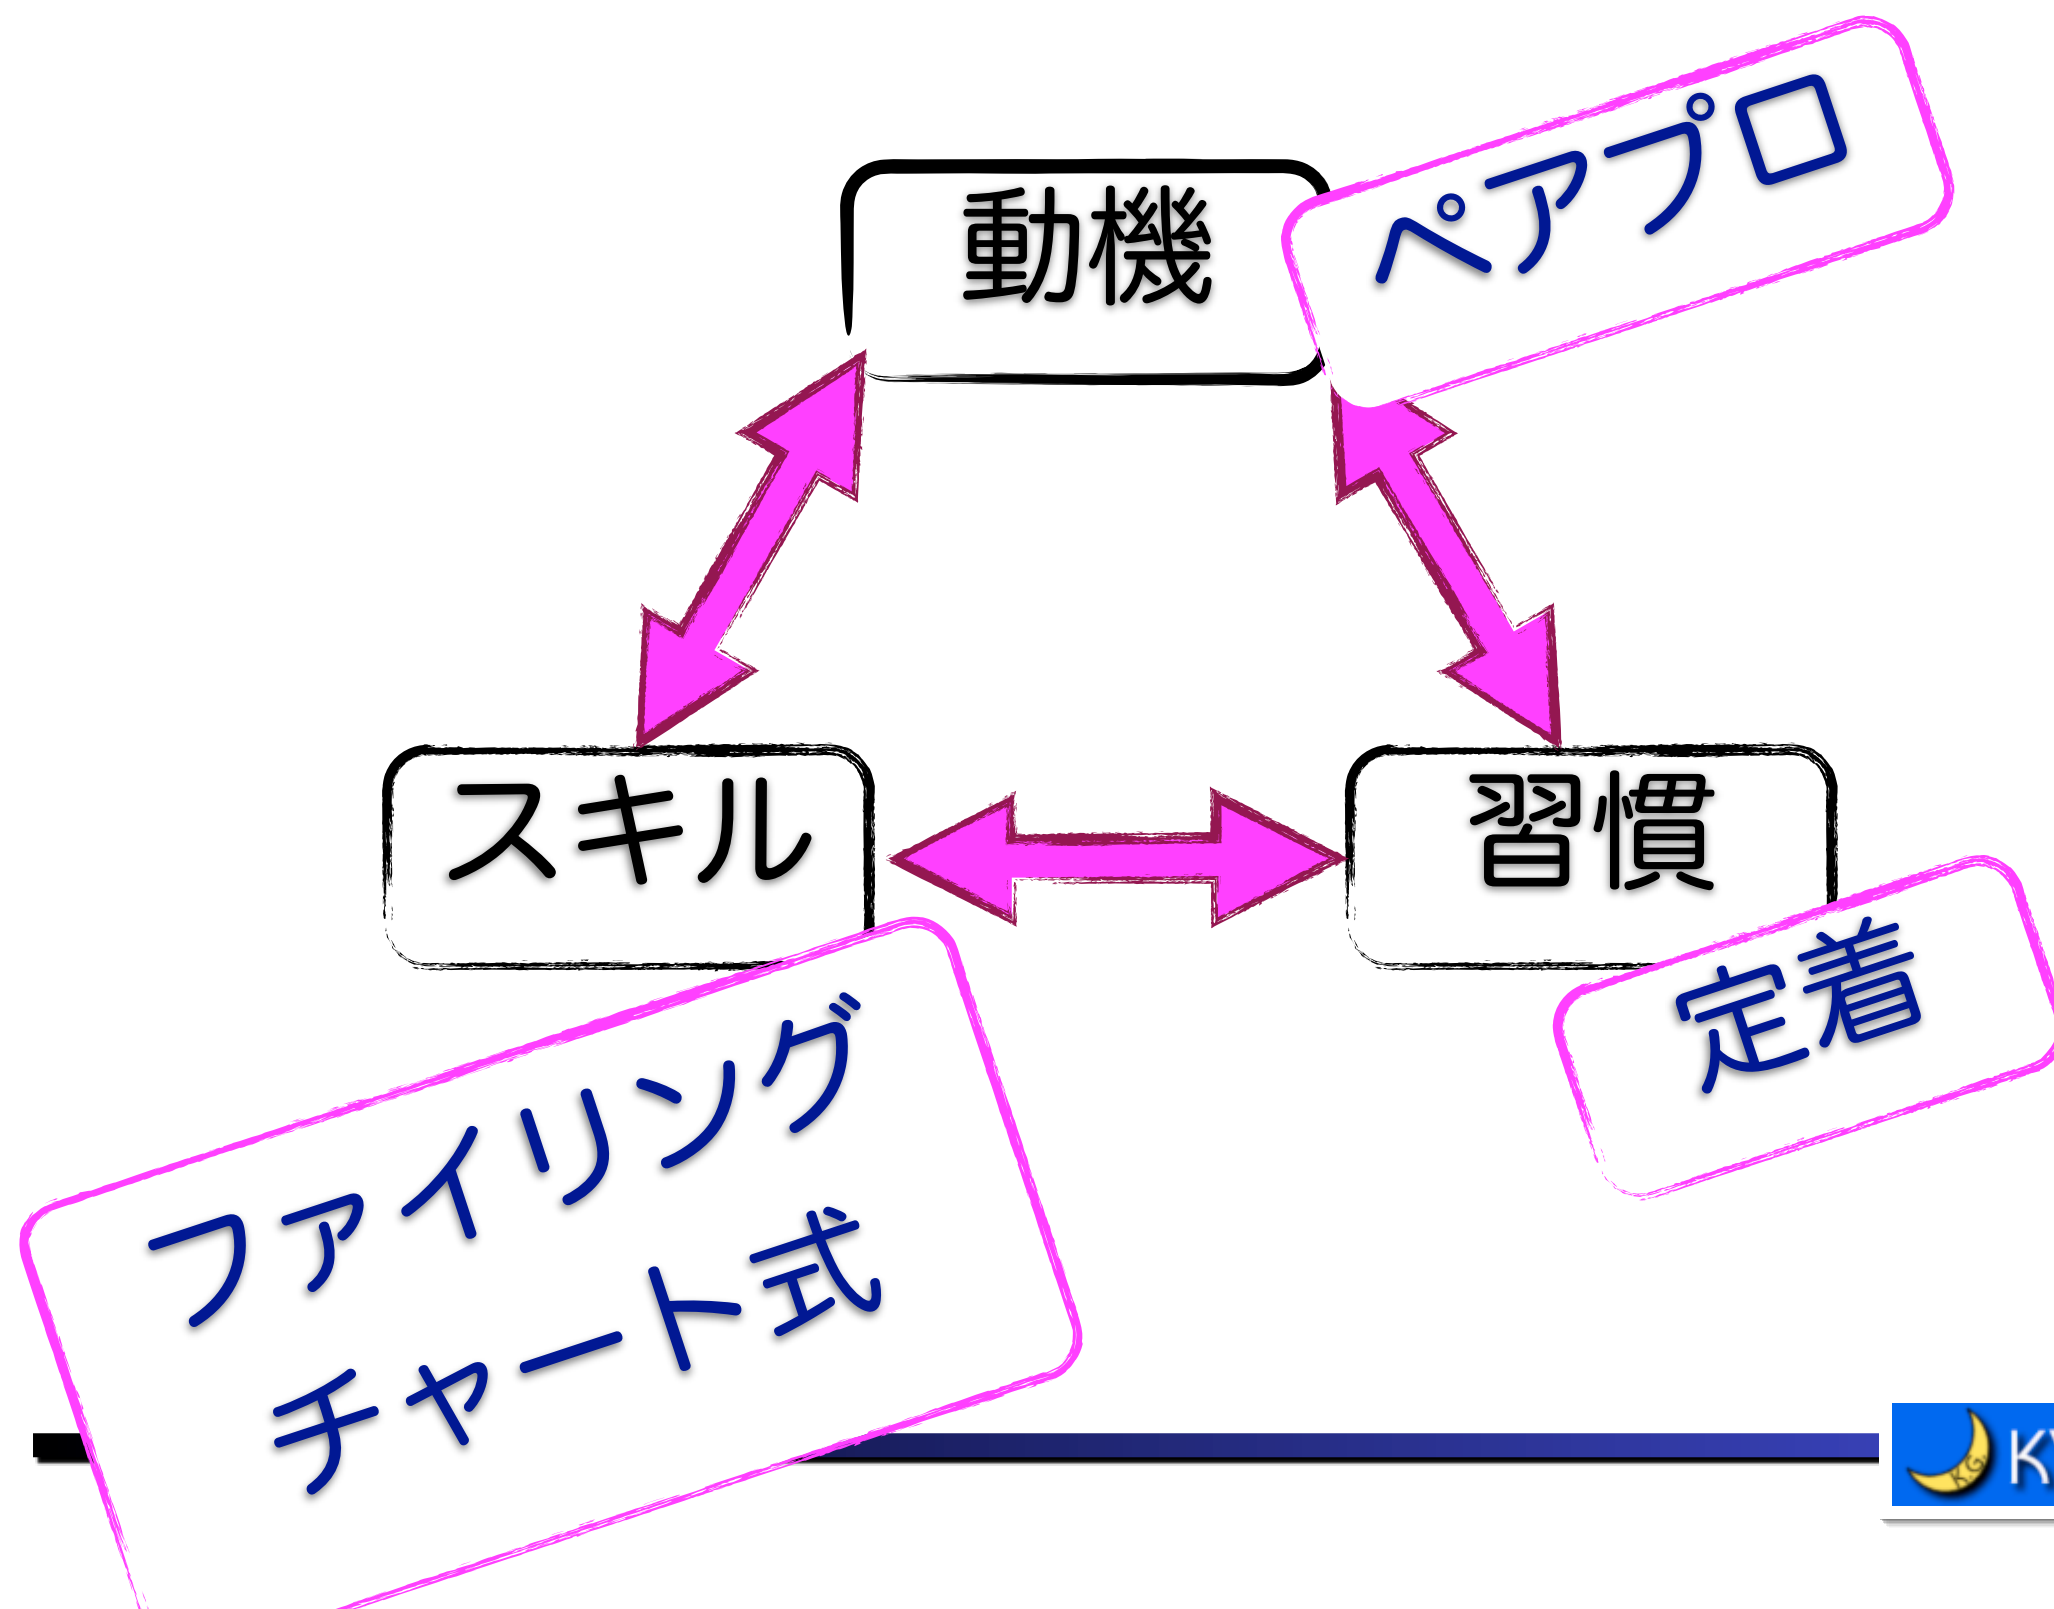 動機
ペアプロ
スキル
習慣
定着
ファイリング
チャート式
K.G.